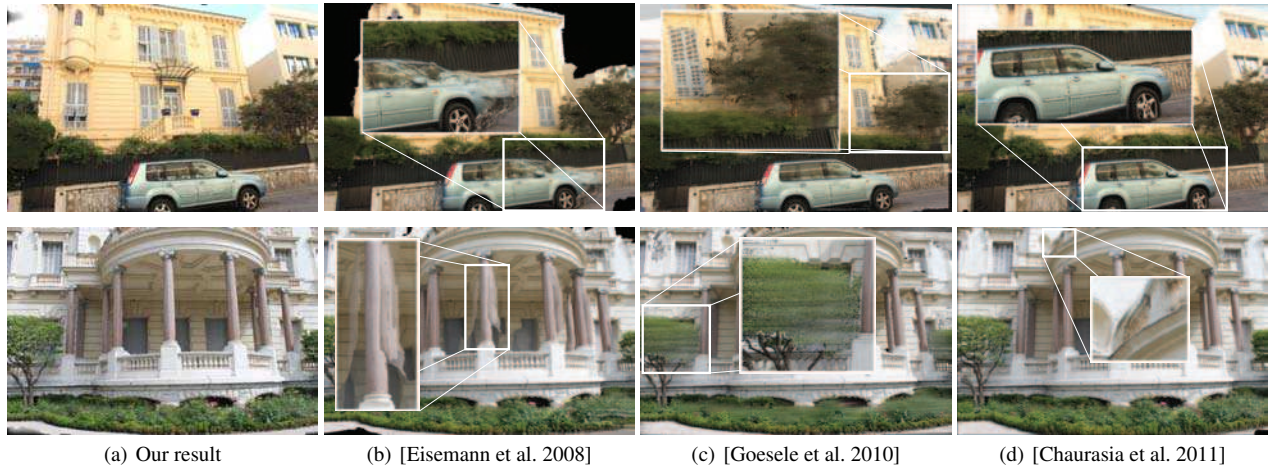 (a) Our result
(b) [Eisemann et al. 2008]
(c) [Goesele et al. 2010]
(d) [Chaurasia et al. 2011]